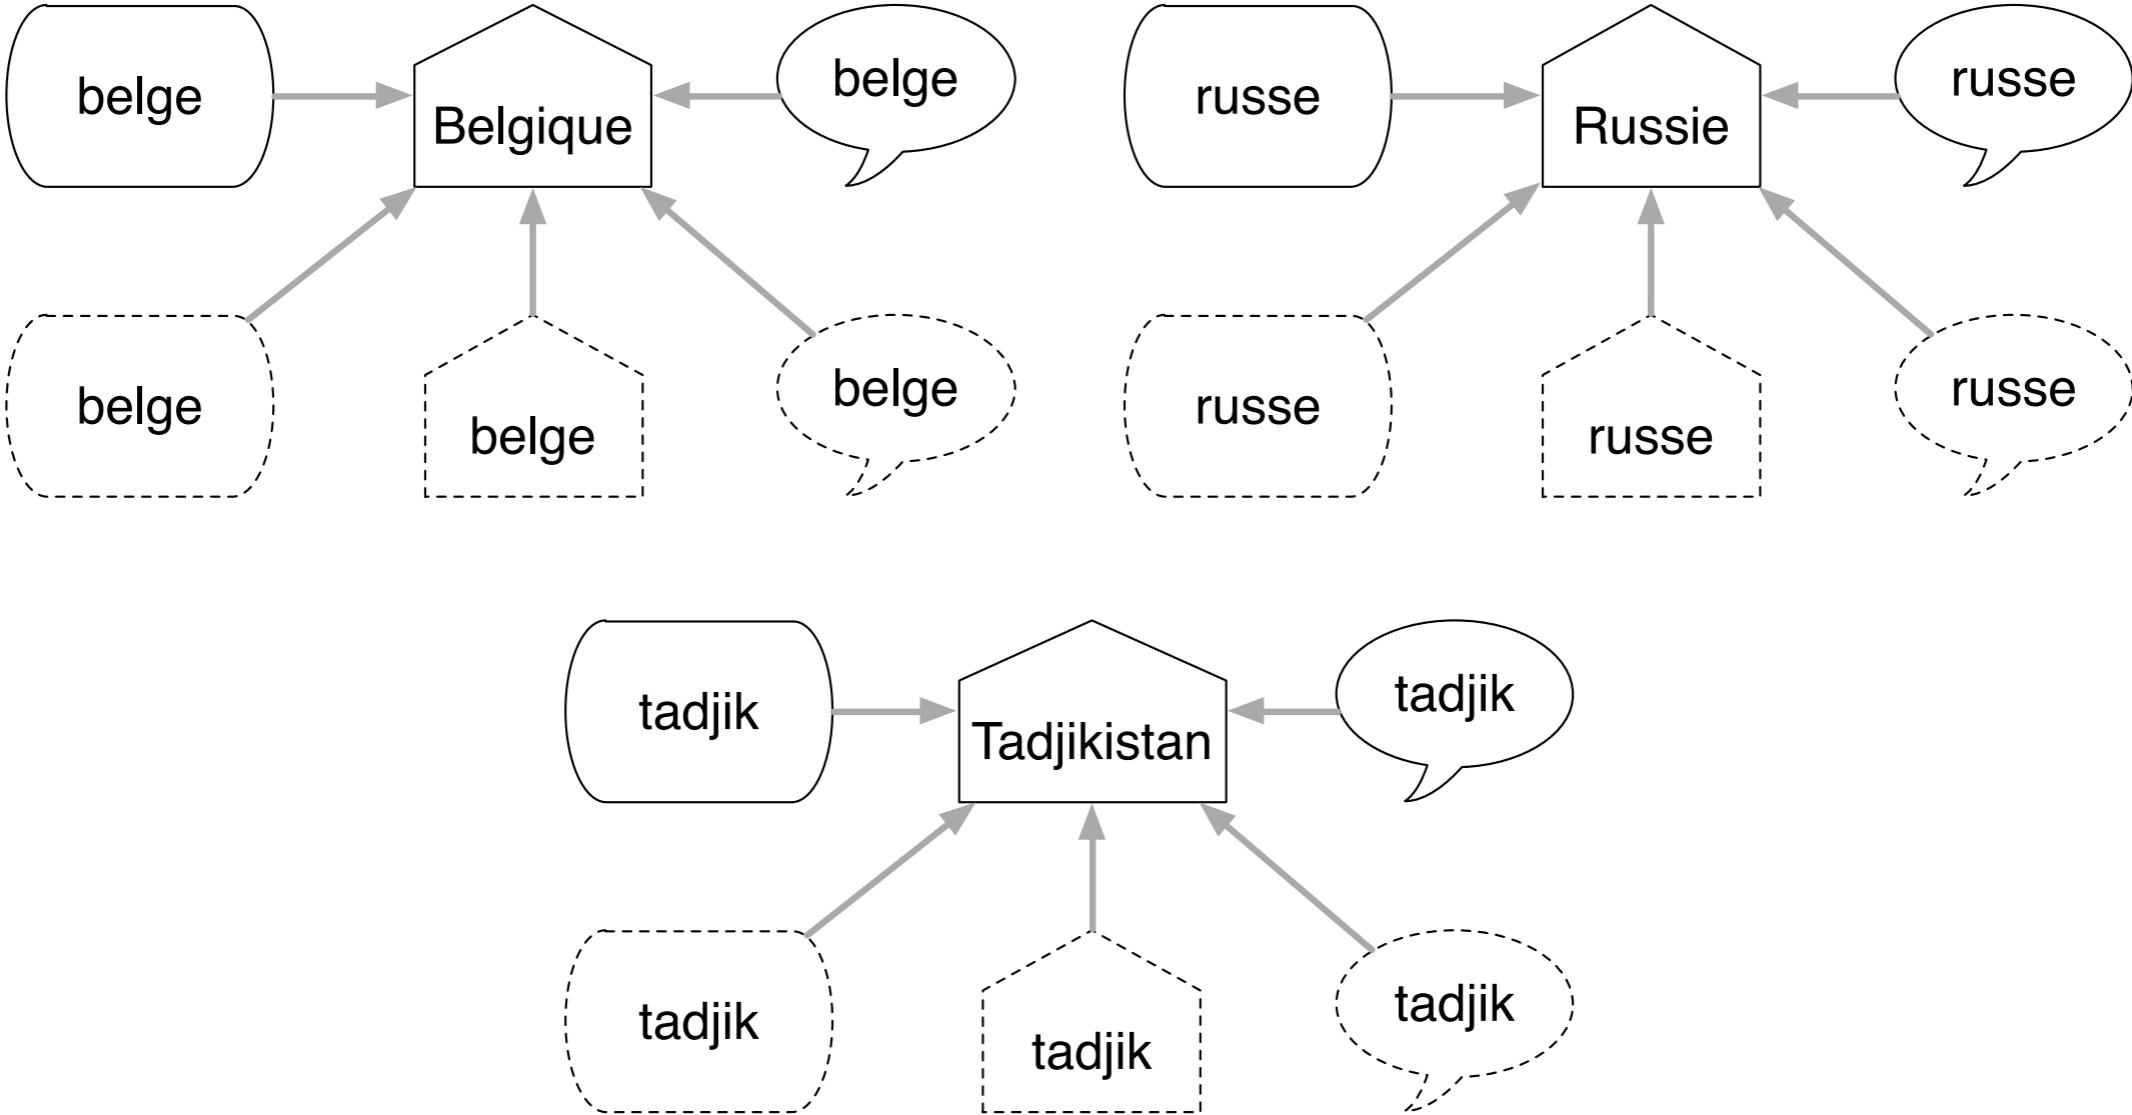 belge
Belgique
belge
russe
Russie
russe
belge
belge
belge
russe
russe
russe
tadjik
Tadjikistan
tadjik
tadjik
tadjik
tadjik